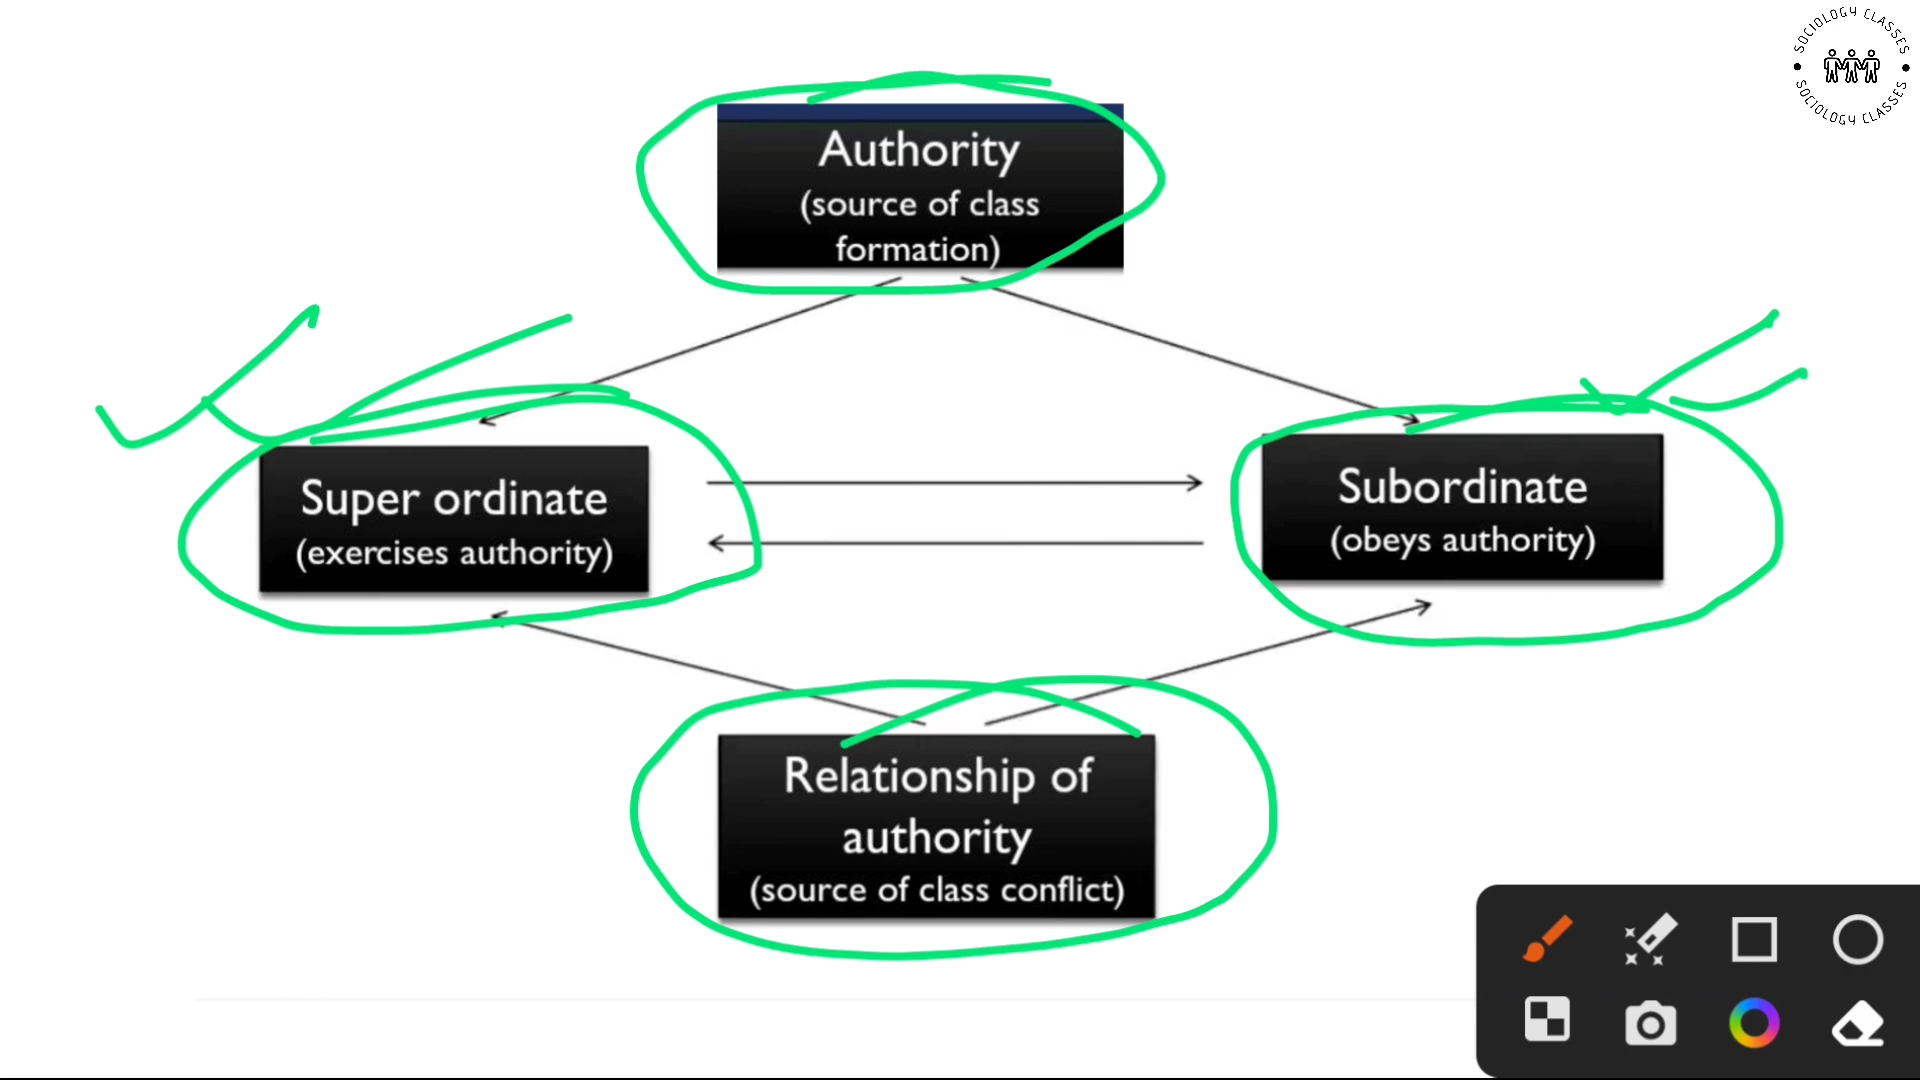 SOCIOLOGY CLASSES
SOCIOLOGY CLASSES
Authority
(source of class
formation)
Super ordinate
(exercises authority)
Subordinate
(obeys authority)
Relationship of
authority
(source of class conflict)